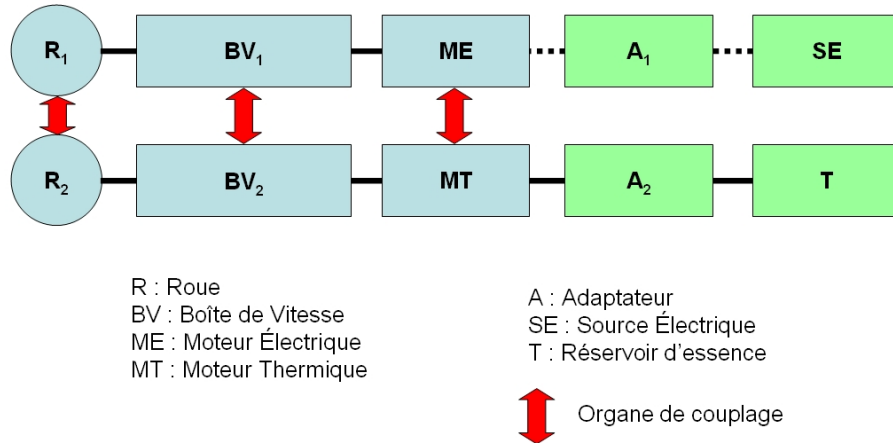 R₁ BV₁ ME A₁ SE
R₂ BV₂ MT A₂ T
R : Roue
BV : Boîte de Vitesse
ME : Moteur Électrique
MT : Moteur Thermique
A : Adaptateur
SE : Source Électrique
T : Réservoir d'essence
Organe de couplage